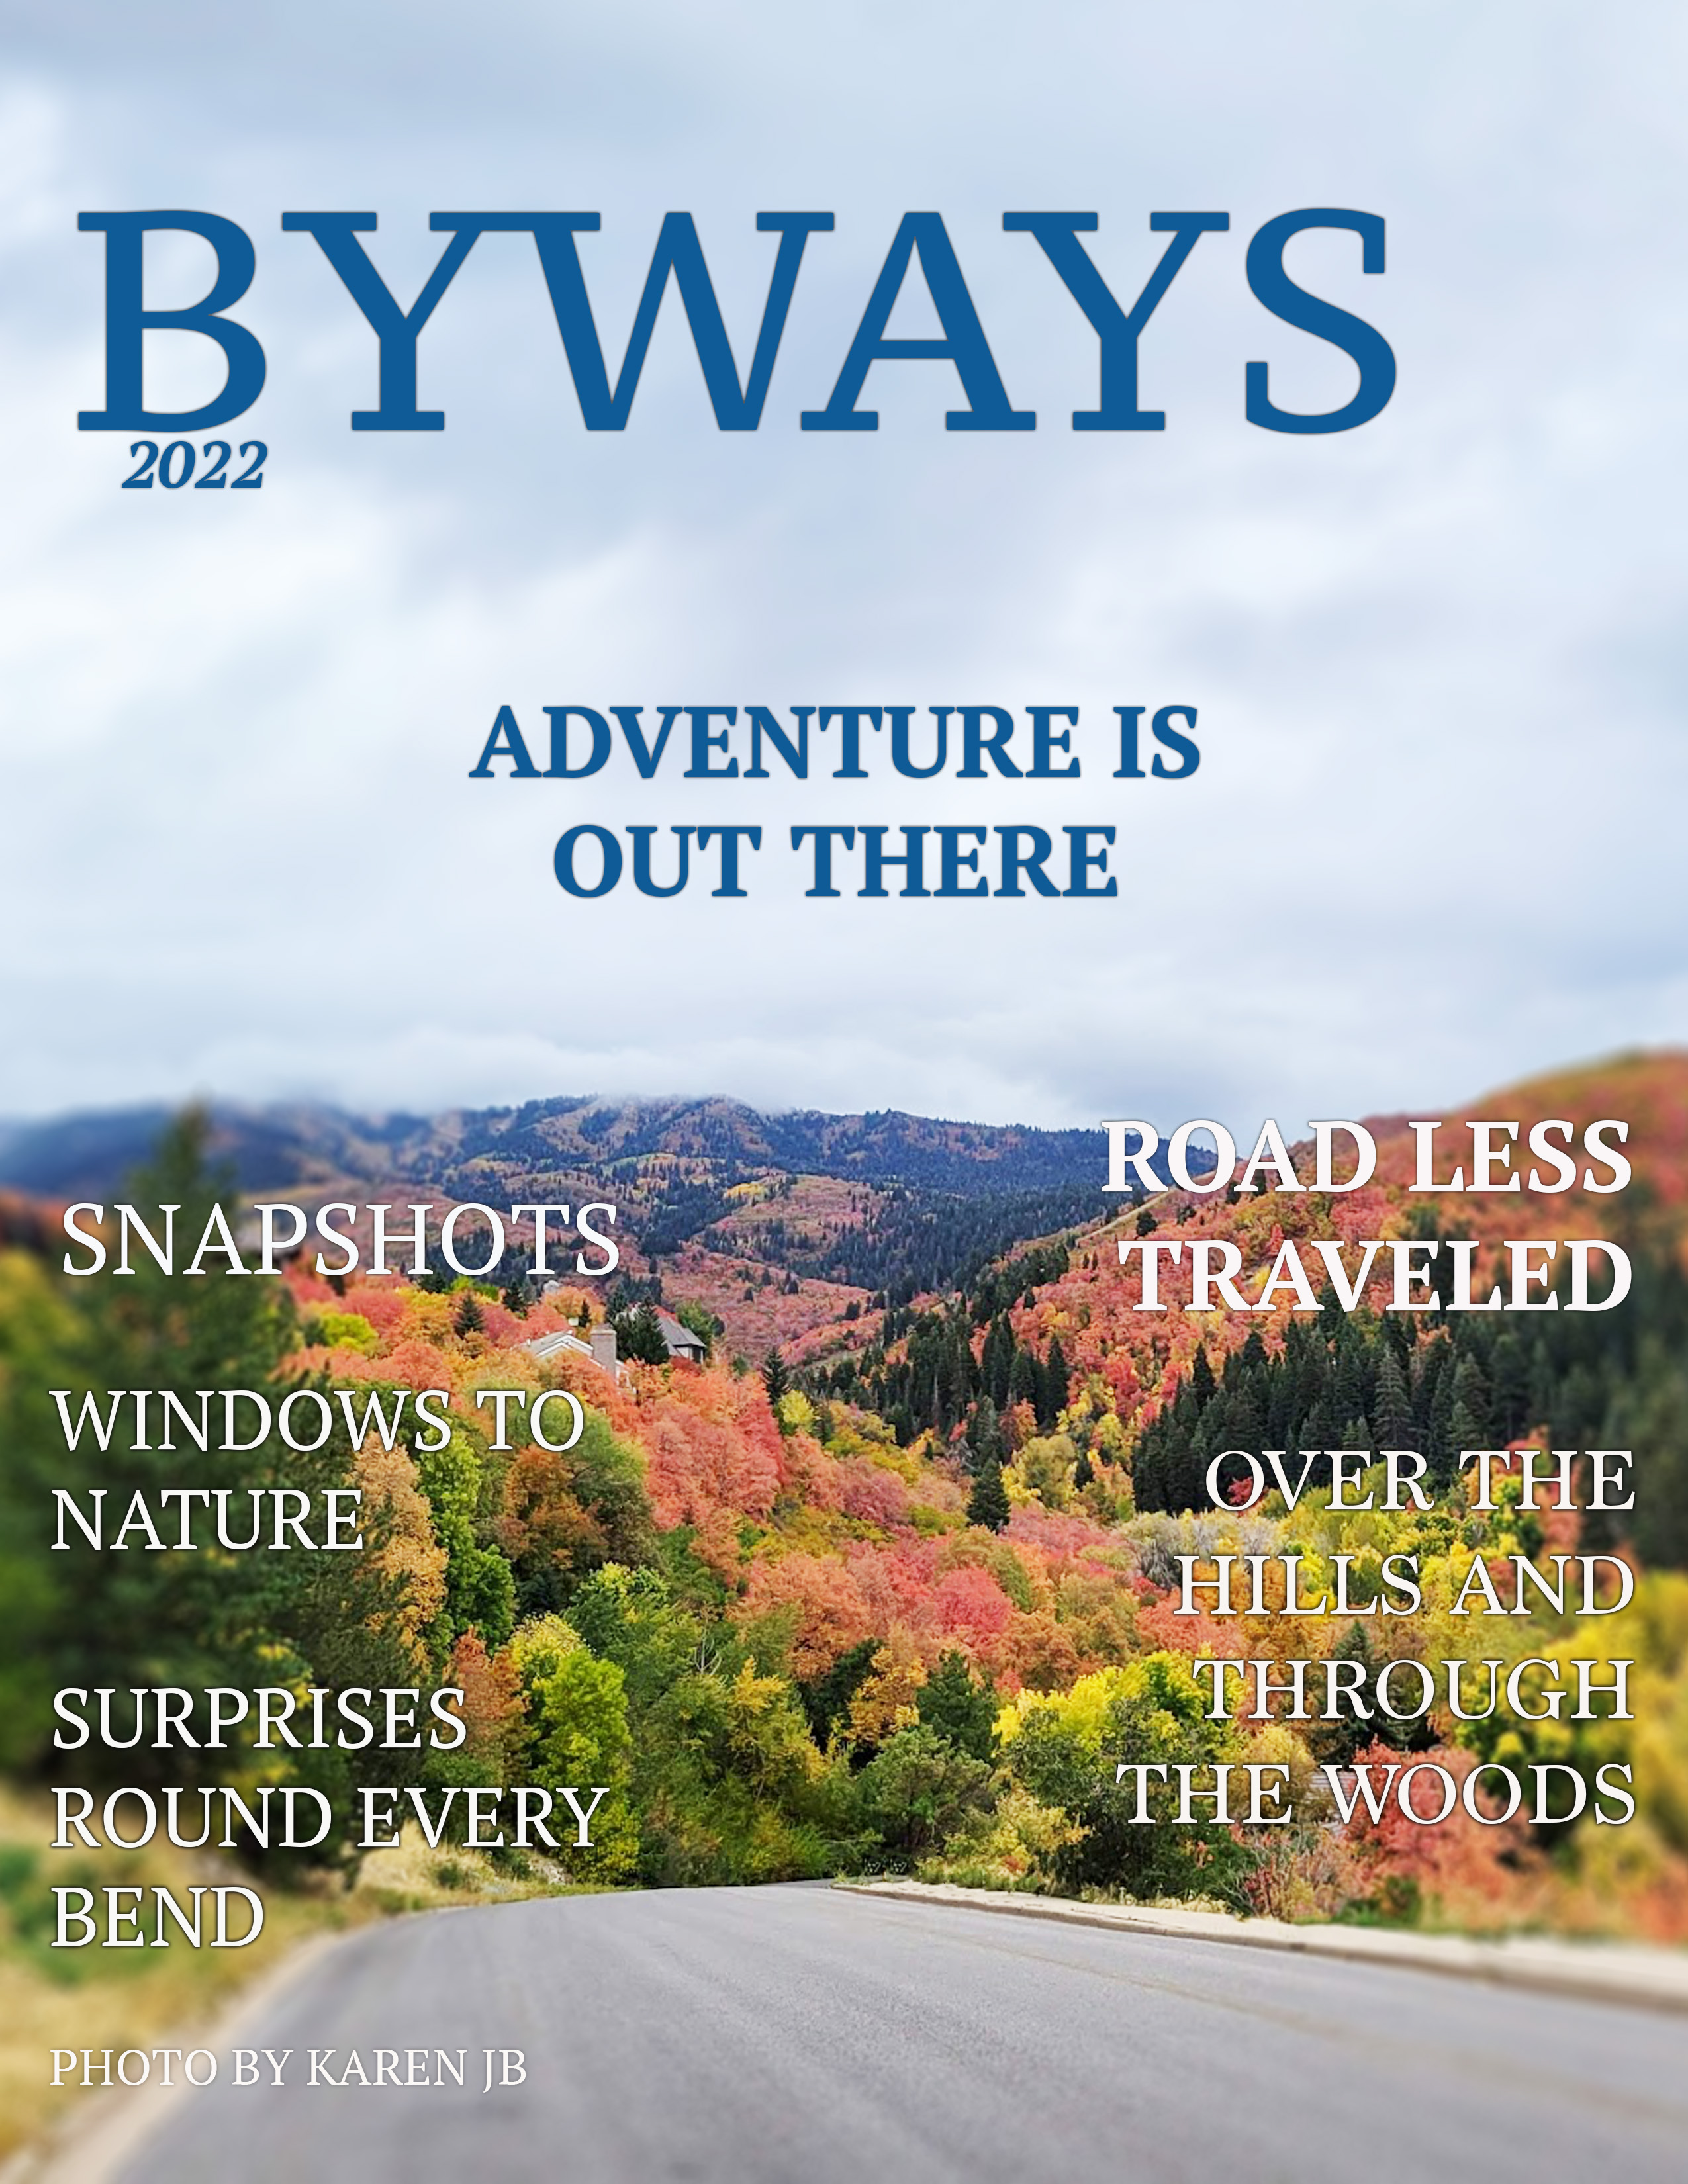 BYWAYS
2022
ADVENTURE IS
OUT THERE
SNAPSHOTS
WINDOWS TO
NATURE
SURPRISES
ROUND EVERY
BEND
PHOTO BY KAREN JB
ROAD LESS
TRAVELED
OVER THE
HILLS AND
THROUGH
THE WOODS